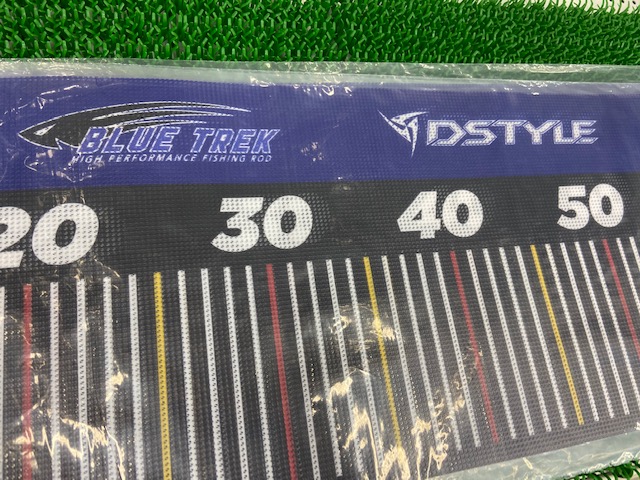 BLUE TREK
HIGH PERFORMANCE FISHING ROD
DSTYLE
20 30 40 50